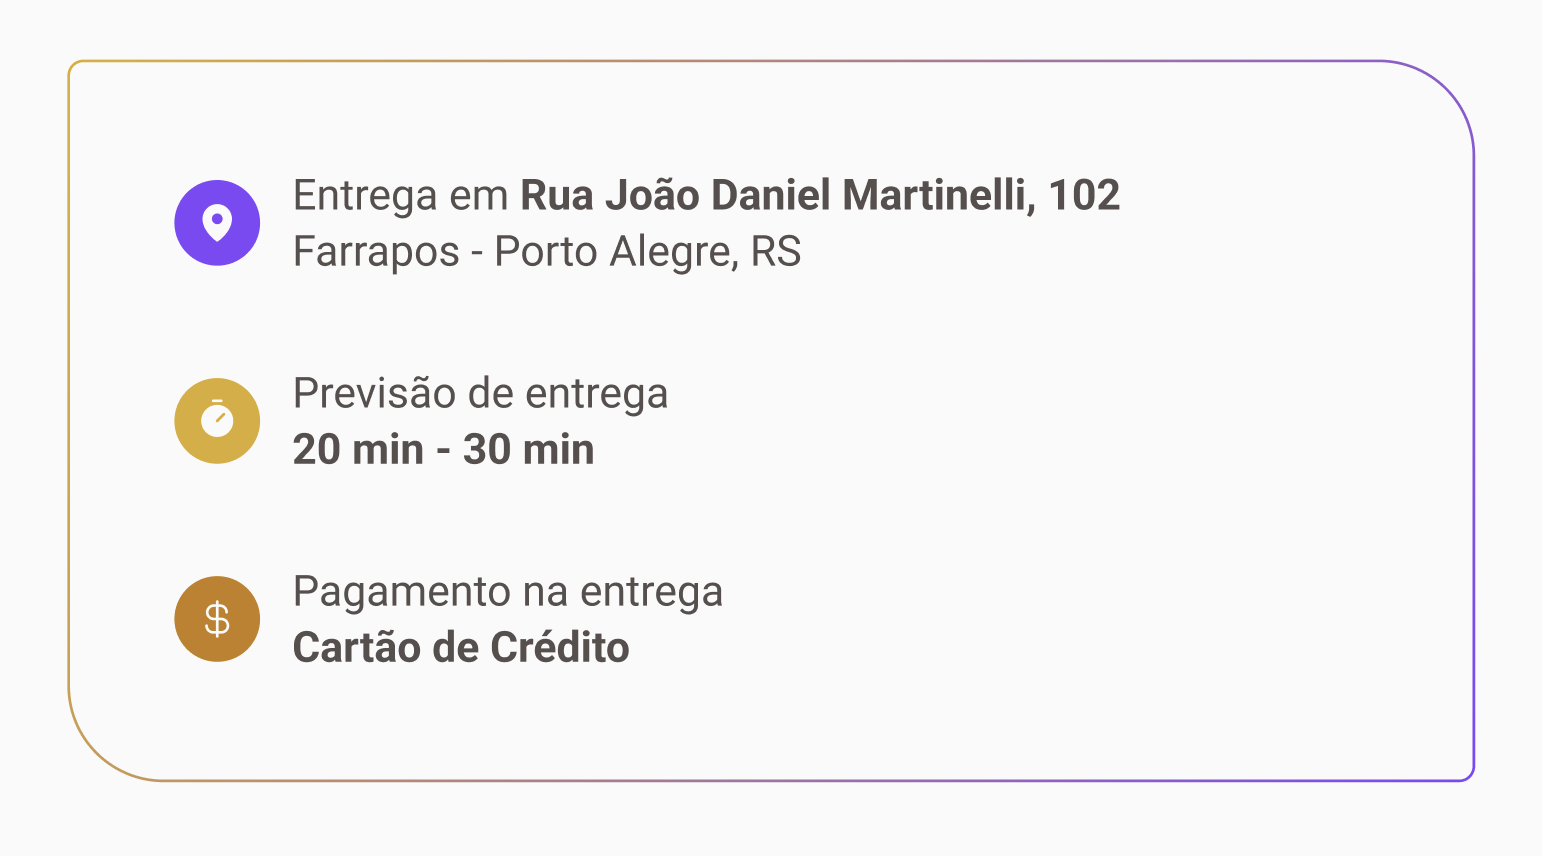 Entrega em Rua João Daniel Martinelli, 102
Farrapos - Porto Alegre, RS
Previsão de entrega
20 min - 30 min
Pagamento na entrega
Cartão de Crédito